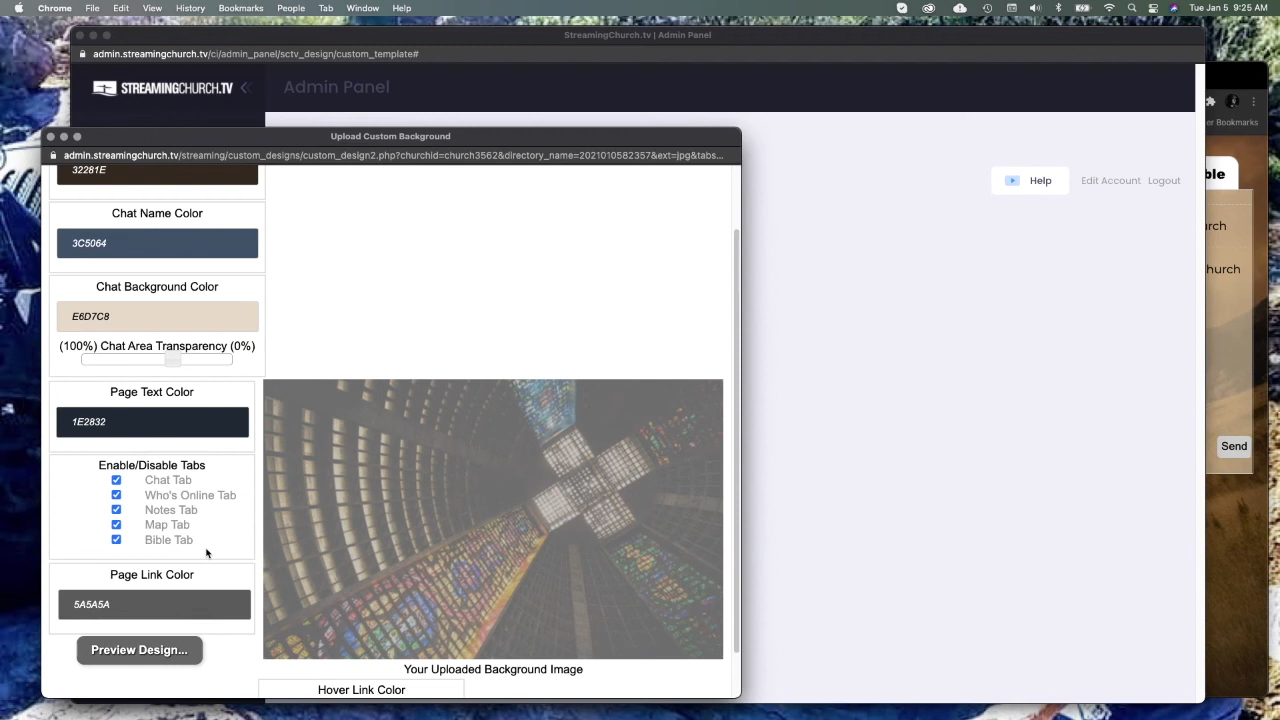 Chrome File Edit View History Bookmarks People Tab Window Help Tue Jan 5 9:25 AM
StreamingChurch.tv | Admin Panel
admin.streamingchurch.tv/ci/admin_panel/sctv_design/custom_template#
STREAMINGCHURCH.TV
Admin Panel
er Bookmarks
Upload Custom Background
admin.streamingchurch.tv/streaming/custom_designs/custom_design2.php?churchid=church3562&directory_name=2021010582357&ext=jpg&tabs...
Help Edit Account Logout
ble
32281E
Chat Name Color
urch
3C5064
hurch
Chat Background Color
E6D7C8
(100%) Chat Area Transparency (0%)
Page Text Color
1E2832
Send
Enable/Disable Tabs
Chat Tab
Who's Online Tab
Notes Tab
Map Tab
Bible Tab
Page Link Color
5A5A5A
Preview Design...
Your Uploaded Background Image
Hover Link Color